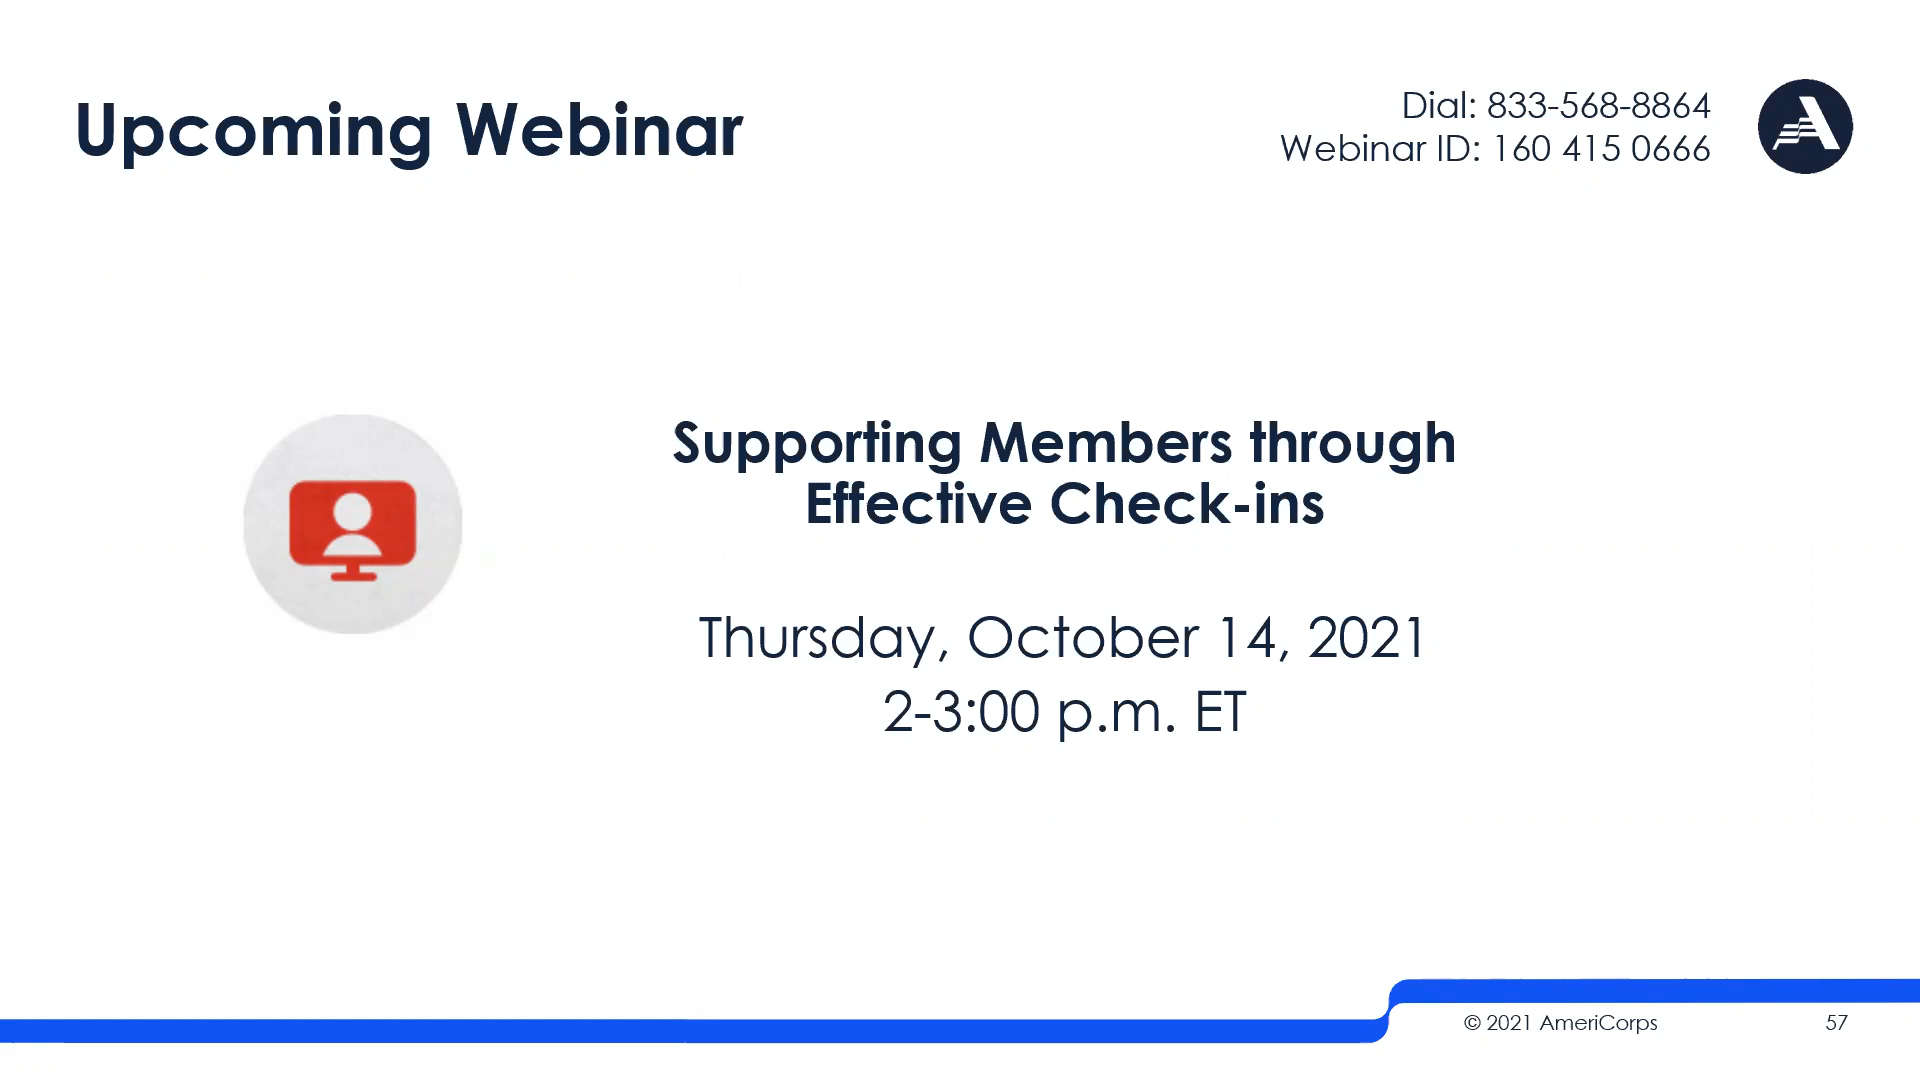 Upcoming Webinar
Dial: 833-568-8864
Webinar ID: 160 415 0666
Supporting Members through
Effective Check-ins
Thursday, October 14, 2021
2-3:00 p.m. ET
© 2021 AmeriCorps
57